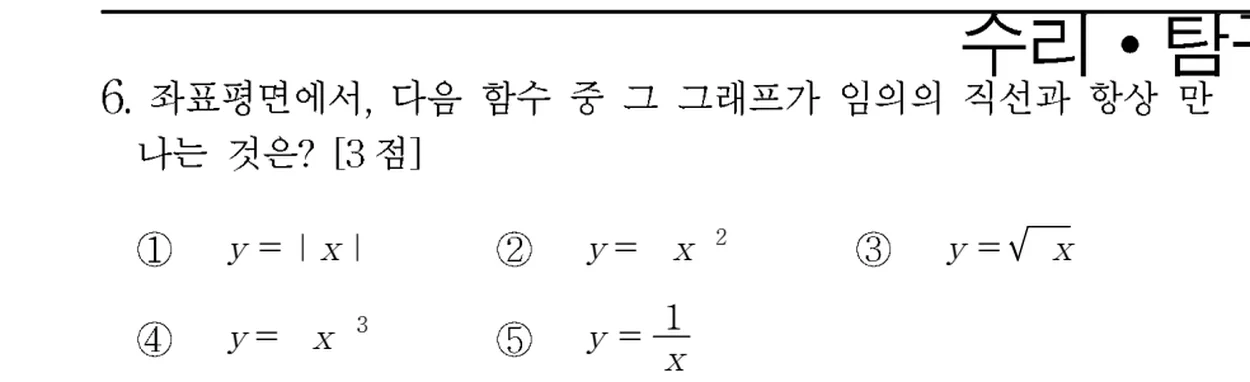 수리•탐구
6. 좌표평면에서, 다음 함수 중 그 그래프가 임의의 직선과 항상 만
나는 것은? [3점]
① y = | x | ② y = x ² ③ y = √x
④ y = x ³ ⑤ y = 1/x